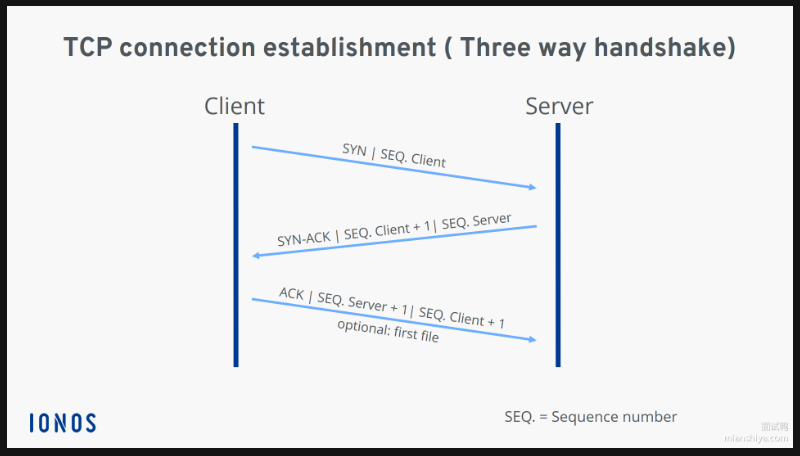 TCP connection establishment ( Three way handshake)
Client
Server
SYN | SEQ. Client
SYN-ACK | SEQ. Client + 1| SEQ. Server
ACK | SEQ. Server + 1| SEQ. Client + 1
optional: first file
IONOS
SEQ. = Sequence number
面试鸭
mianshiya.com